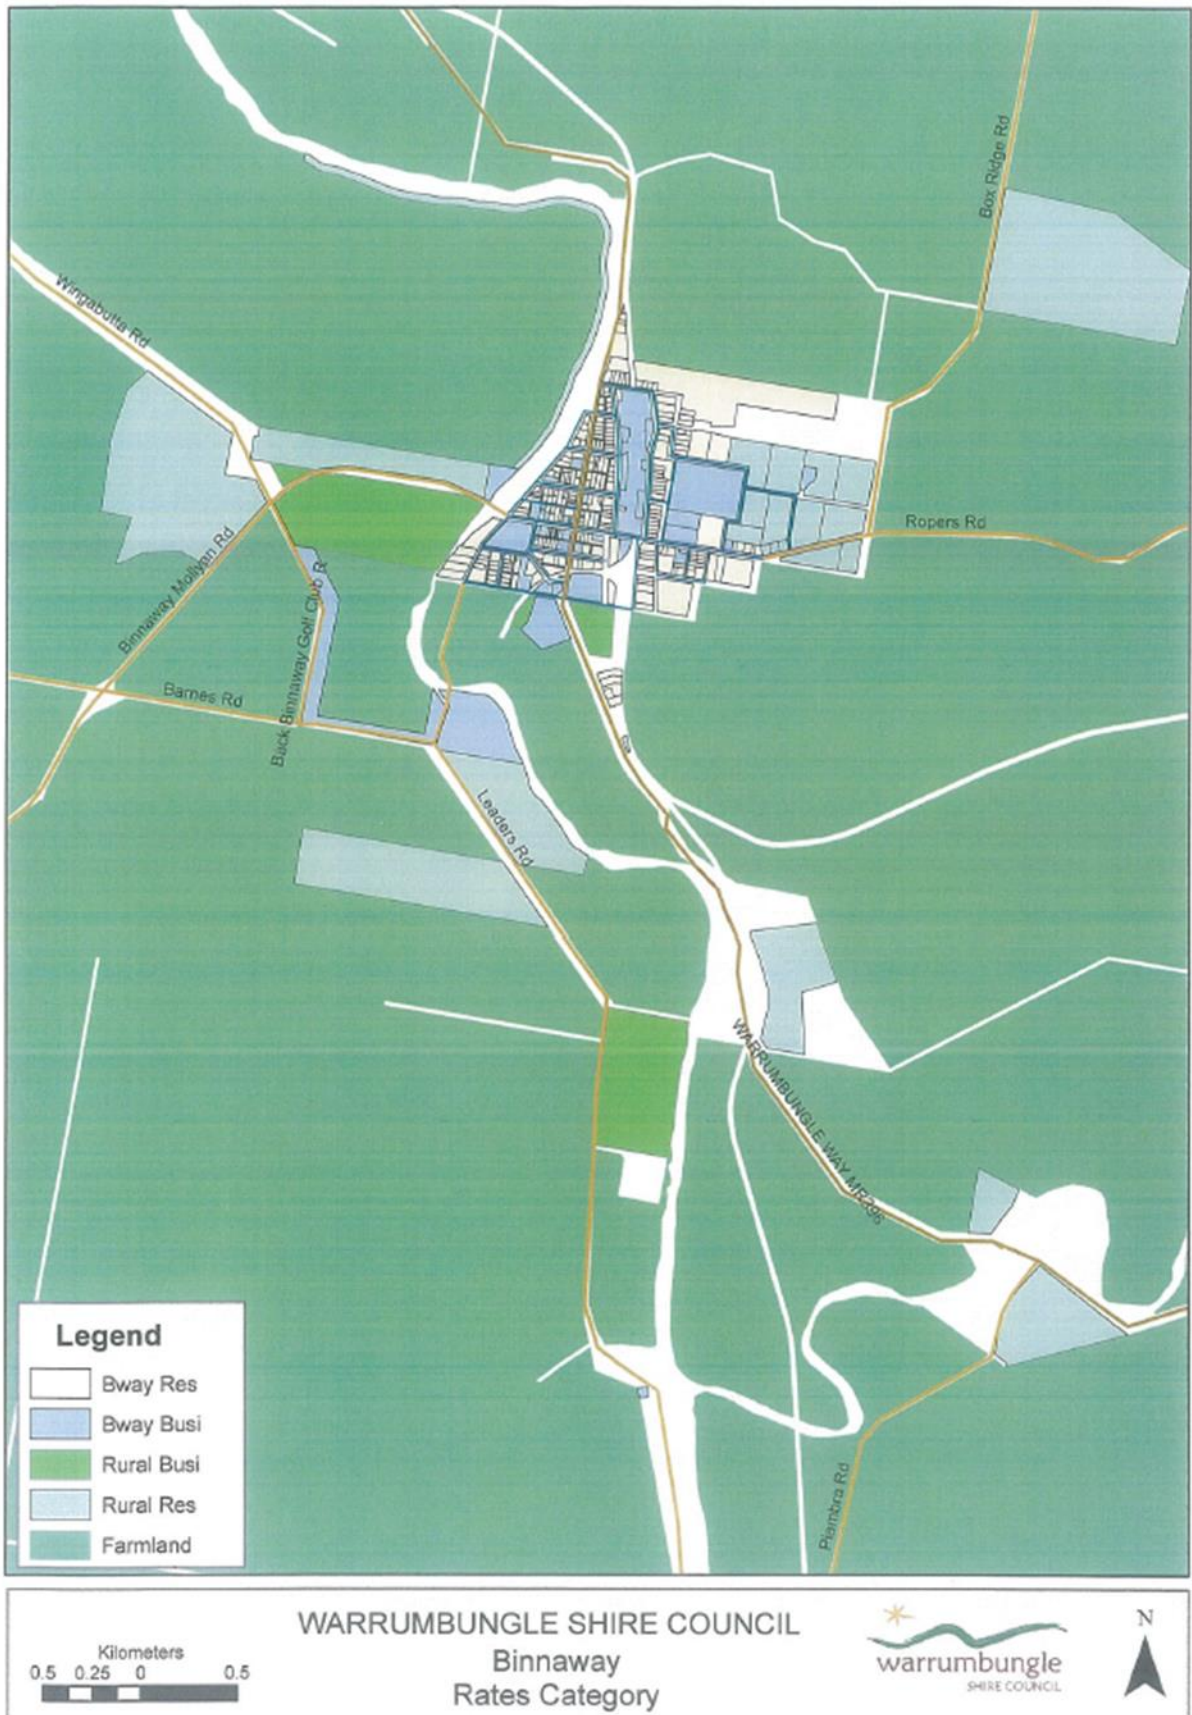 Box Ridge Rd
Wingabutta Rd
Ropers Rd
Binnaway Mollyan Rd
Back Binnaway Golf Club R
Barnes Rd
Leaders Rd
WARRUMBUNGLE WAY MR396
Piambra Rd
Legend
Bway Res
Bway Busi
Rural Busi
Rural Res
Farmland
WARRUMBUNGLE SHIRE COUNCIL
Binnaway
Rates Category
Kilometers
0.5 0.25 0 0.5
warrumbungle
SHIRE COUNCIL
N